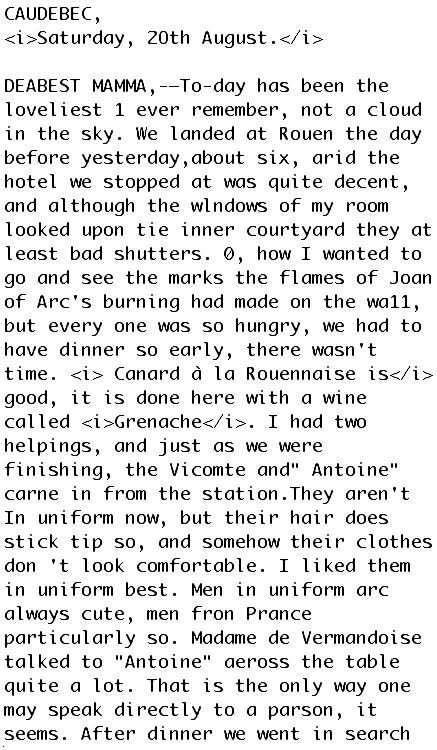 CAUDEBEC,
<i>Saturday, 20th August.</i>

DEABEST MAMMA,--To-day has been the
loveliest 1 ever remember, not a cloud
in the sky. We landed at Rouen the day
before yesterday,about six, arid the
hotel we stopped at was quite decent,
and although the wlndows of my room
looked upon tie inner courtyard they at
least bad shutters. 0, how I wanted to
go and see the marks the flames of Joan
of Arc's burning had made on the wa11,
but every one was so hungry, we had to
have dinner so early, there wasn't
time. <i> Canard à la Rouennaise is</i>
good, it is done here with a wine
called <i>Grenache</i>. I had two
helpings, and just as we were
finishing, the Vicomte and" Antoine"
carne in from the station.They aren't
In uniform now, but their hair does
stick tip so, and somehow their clothes
don 't look comfortable. I liked them
in uniform best. Men in uniform arc
always cute, men fron Prance
particularly so. Madame de Vermandoise
talked to "Antoine" aeross the table
quite a lot. That is the only way one
may speak directly to a parson, it
seems. After dinner we went in search